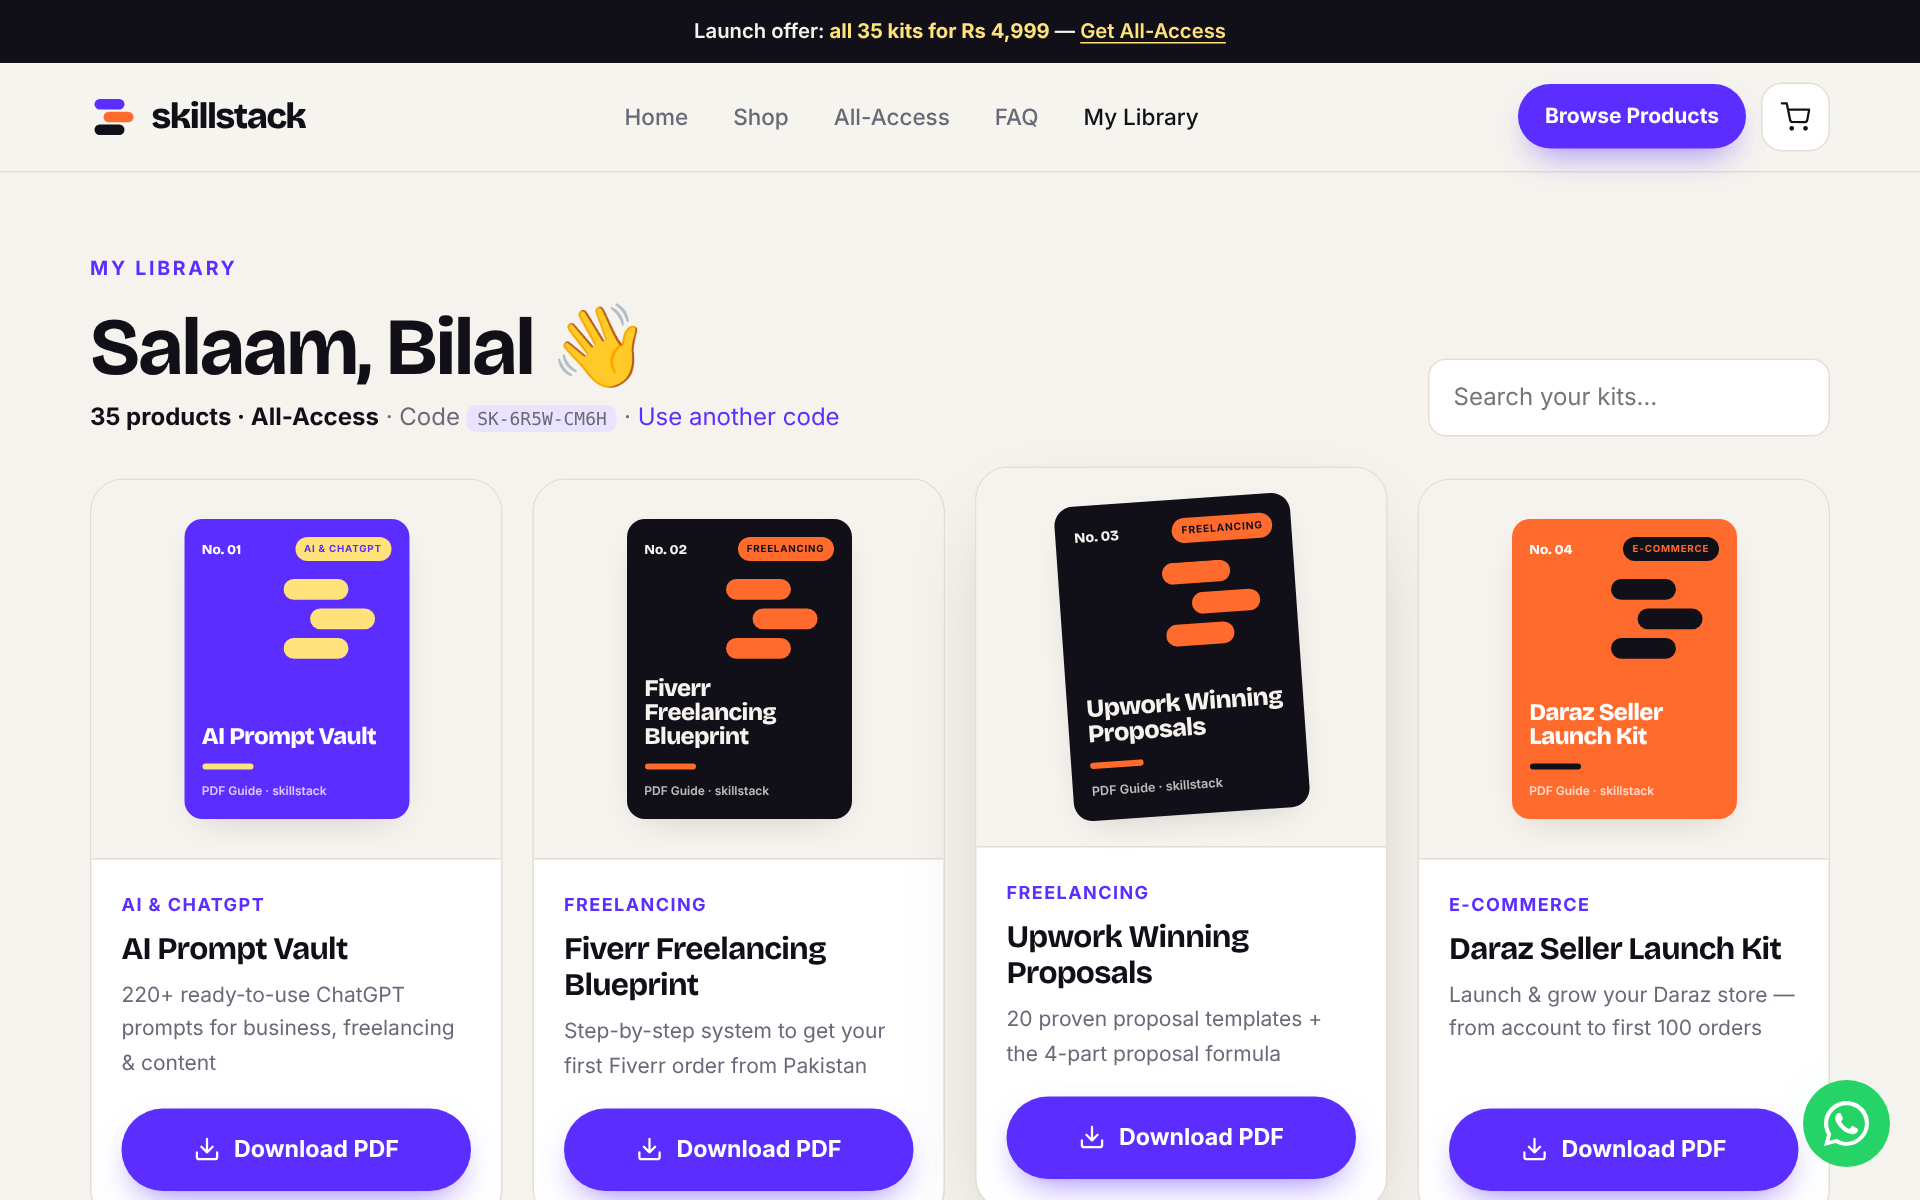 Launch offer: all 35 kits for Rs 4,999 — Get All-Access
skillstack
Home
Shop
All-Access
FAQ
My Library
Browse Products
MY LIBRARY
Salaam, Bilal 👋
35 products · All-Access · Code SK-6R5W-CM6H · Use another code
Search your kits...
No. 01
AI & CHATGPT
AI Prompt Vault
PDF Guide · skillstack
AI & CHATGPT
AI Prompt Vault
220+ ready-to-use ChatGPT
prompts for business, freelancing
& content
Download PDF
No. 02
FREELANCING
Fiverr
Freelancing
Blueprint
PDF Guide · skillstack
FREELANCING
Fiverr Freelancing
Blueprint
Step-by-step system to get your
first Fiverr order from Pakistan
Download PDF
No. 03
FREELANCING
Upwork Winning
Proposals
PDF Guide · skillstack
FREELANCING
Upwork Winning
Proposals
20 proven proposal templates +
the 4-part proposal formula
Download PDF
No. 04
E-COMMERCE
Daraz Seller
Launch Kit
PDF Guide · skillstack
E-COMMERCE
Daraz Seller Launch Kit
Launch & grow your Daraz store —
from account to first 100 orders
Download PDF